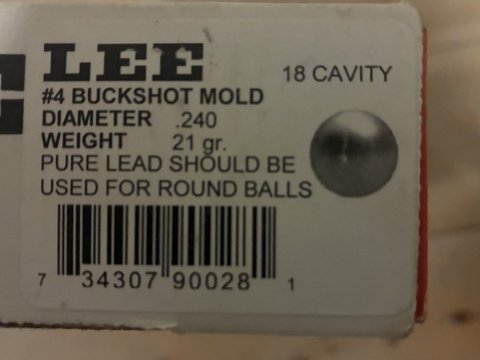 LEE
18 CAVITY
#4 BUCKSHOT MOLD
DIAMETER .240
WEIGHT 21 gr.
PURE LEAD SHOULD BE
USED FOR ROUND BALLS
7 34307 90028 1